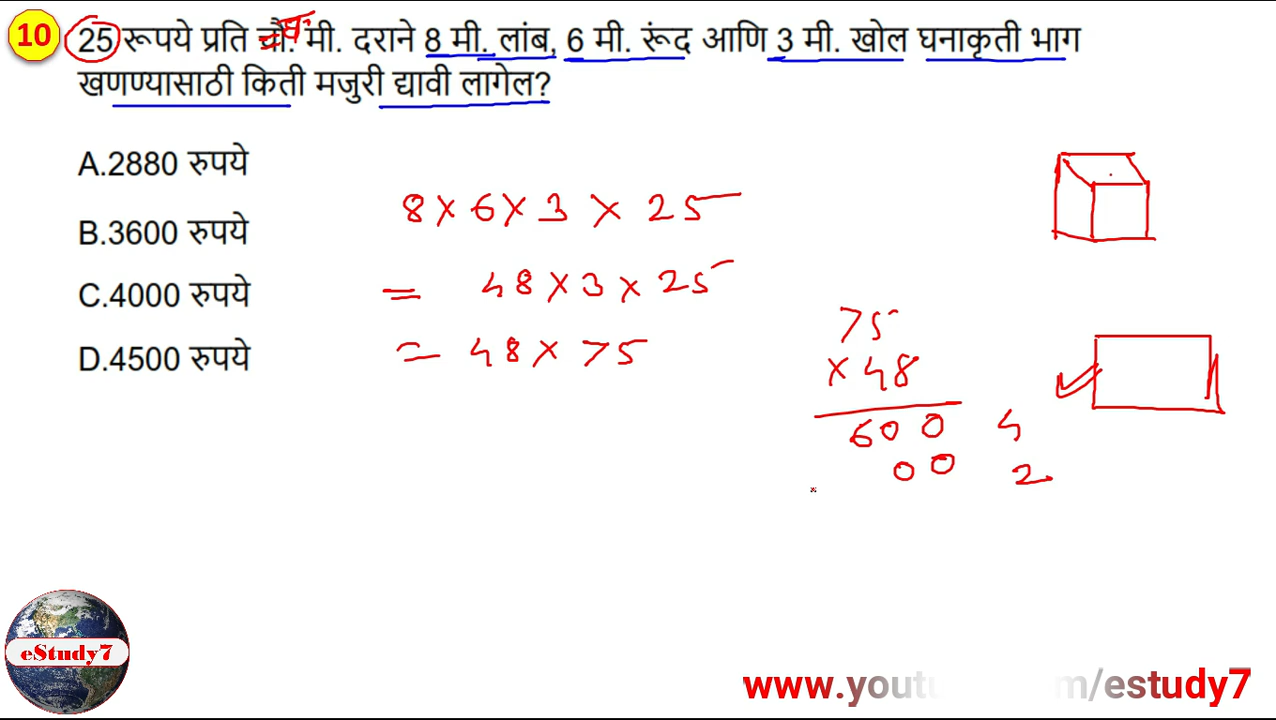 10
25 रूपये प्रति चौ. मी. दराने 8 मी. लांब, 6 मी. रूंद आणि 3 मी. खोल घनाकृती भाग
घ.
खणण्यासाठी किती मजुरी द्यावी लागेल?
A.2880 रुपये
B.3600 रुपये
C.4000 रुपये
D.4500 रुपये
8 × 6 × 3 × 25
= 48 × 3 × 25
= 48 × 75
75
× 48
600 4
00 2
eStudy7
www.youtu m/estudy7